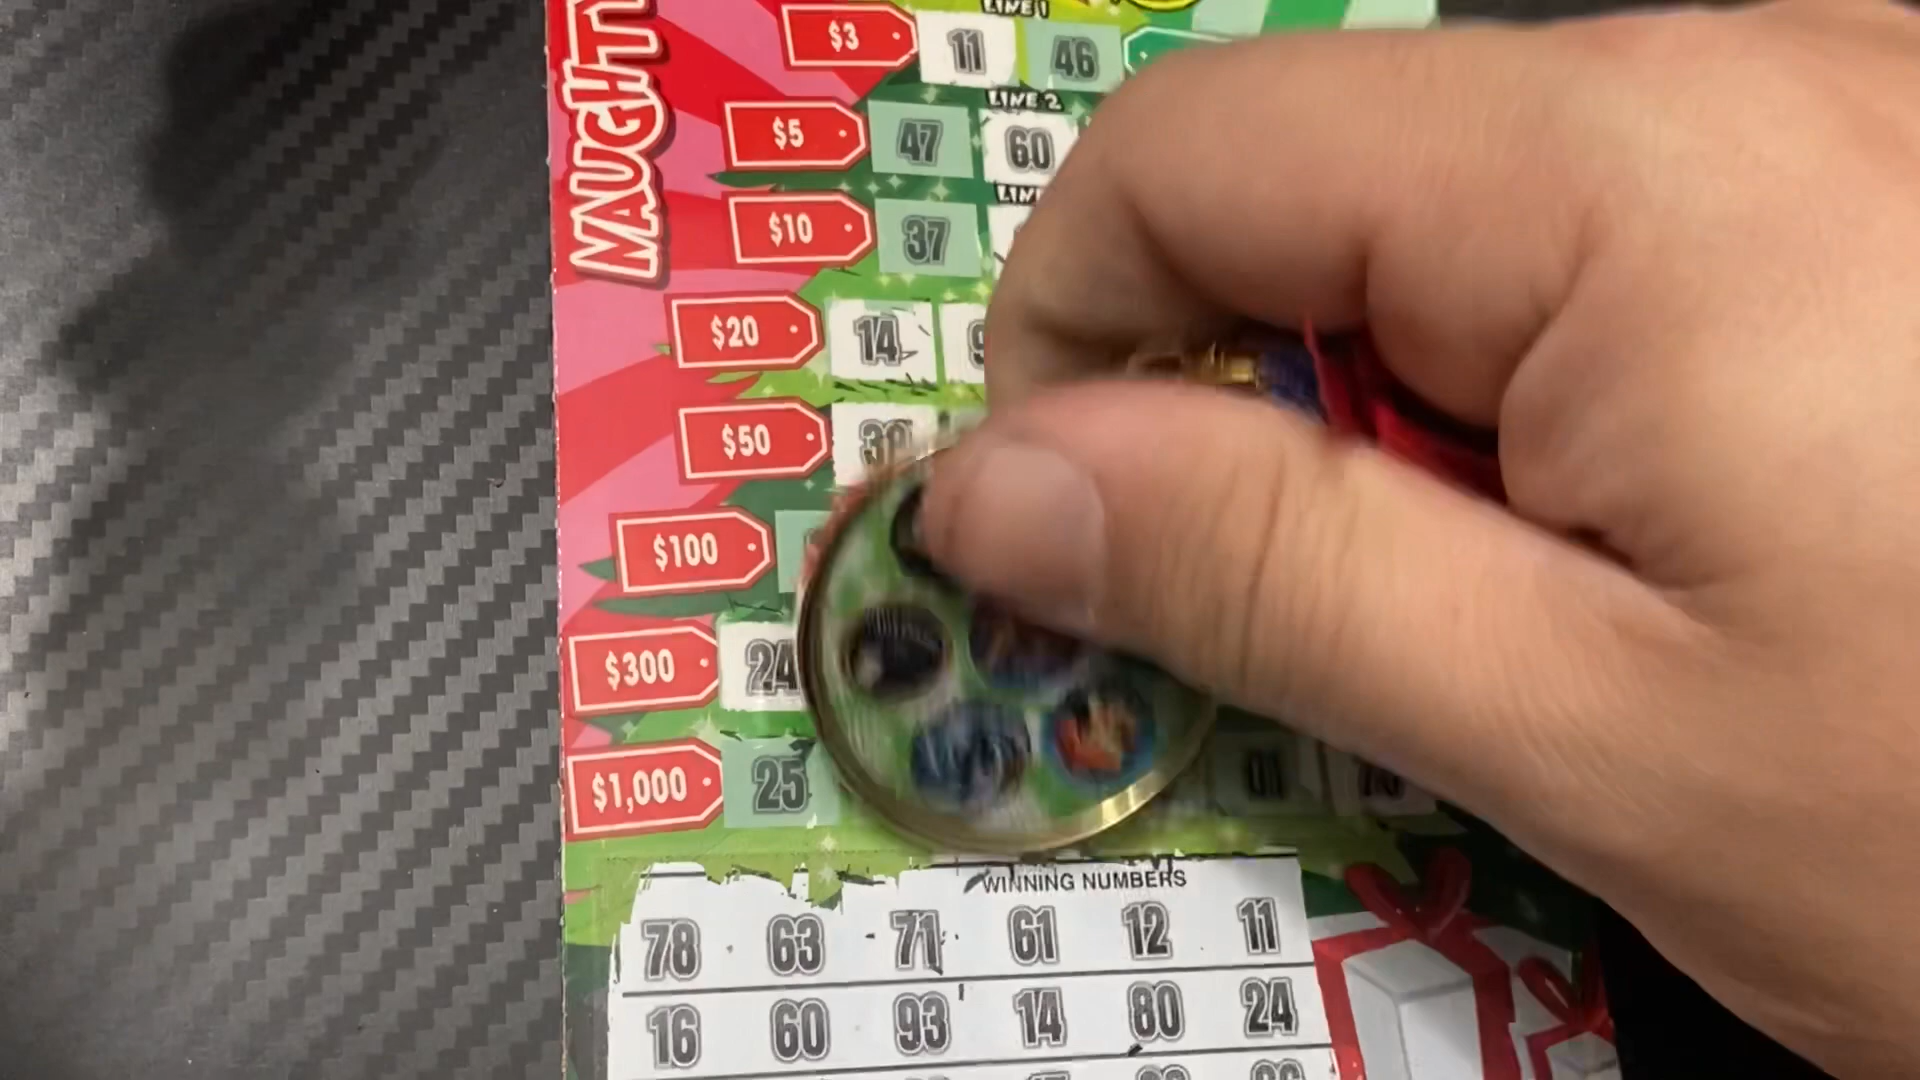 NAUGHTY
LINE 1
$3 11 46
LINE 2
$5 47 60
$10 37
$20 14
$50
$100
$300 24
$1,000 25
WINNING NUMBERS
78 63 71 61 12 11
16 60 93 14 80 24